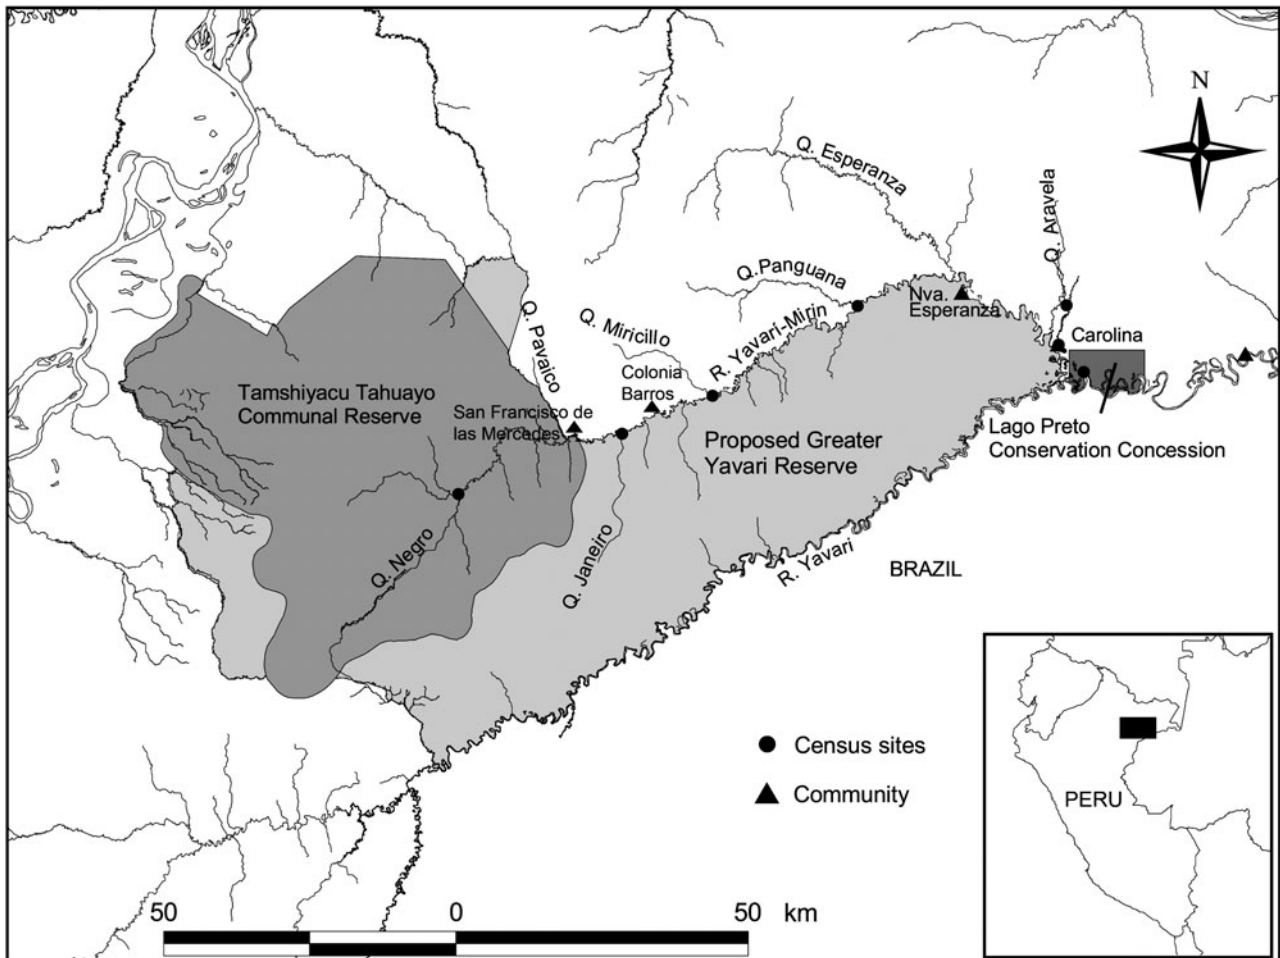 N
Q. Esperanza
Q. Aravela
Q.Panguana
Nva.
Esperanza
Q. Pavaico
Q. Miricillo
R. Yavari-Mirin
Carolina
Colonia
Barros
Tamshiyacu Tahuayo
Communal Reserve
San Francisco de
las Mercedes
Proposed Greater
Yavari Reserve
Lago Preto
Conservation Concession
Q. Negro
Q. Janeiro
R. Yavari
BRAZIL
Census sites
Community
PERU
50 0 50 km